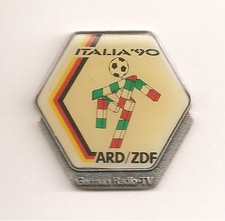 ITALIA '90
ARD/ZDF
German Radio-TV